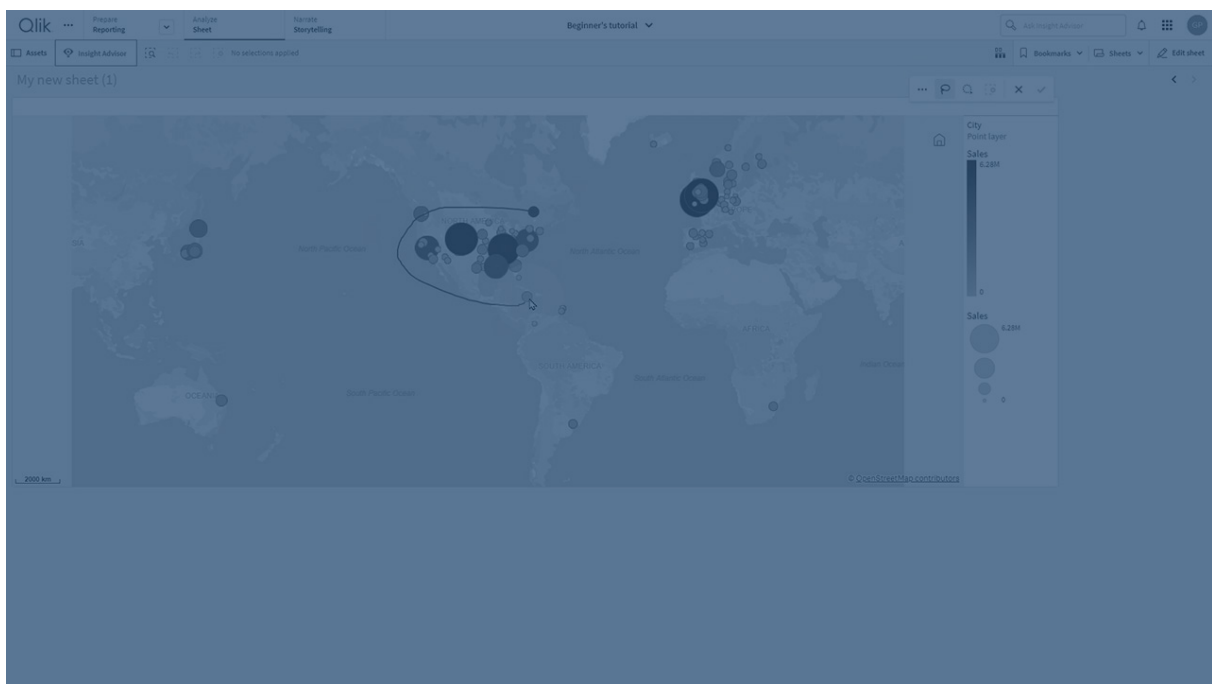 Qlik
Prepare
Reporting
Analyze
Sheet
Narrate
Storytelling
Beginner's tutorial
Ask Insight Advisor
Assets
Insight Advisor
No selections applied
Bookmarks
Sheets
Edit sheet
My new sheet (1)
City
Point layer
Sales
6.28M
0
Sales
6.28M
0
NORTH AMERICA
South Pacific Ocean
North Atlantic Ocean
AFRICA
SOUTH AMERICA
Indian Ocean
South Atlantic Ocean
South Pacific Ocean
2000 km
© OpenStreetMap contributors